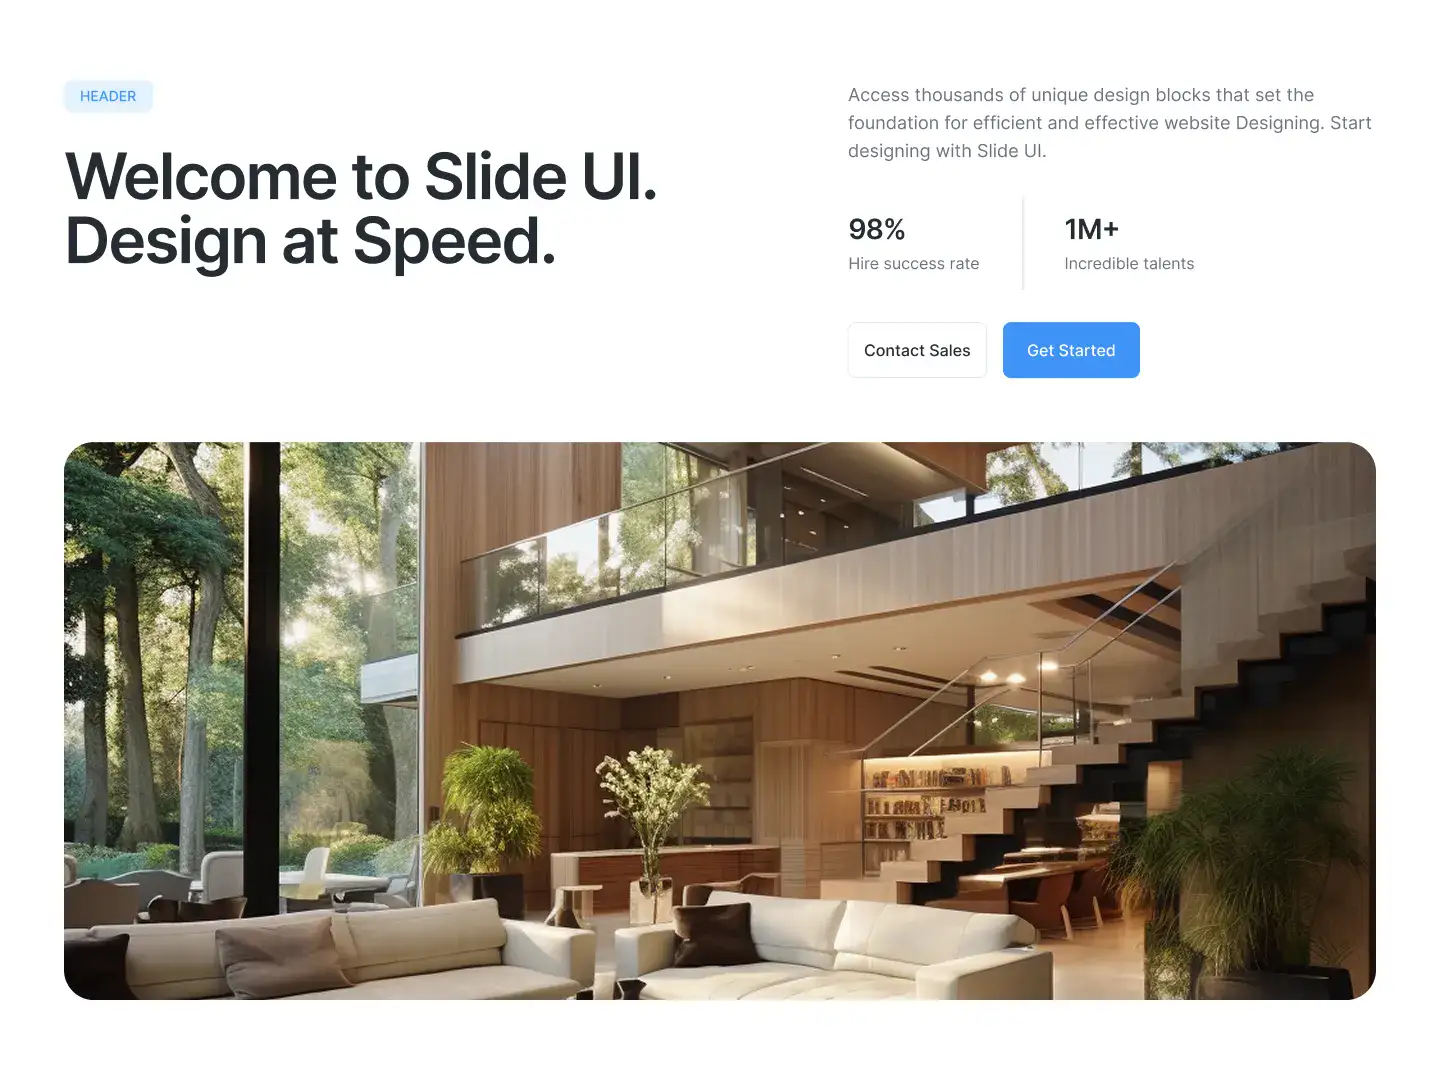 HEADER
Welcome to Slide UI.
Design at Speed.
Access thousands of unique design blocks that set the
foundation for efficient and effective website Designing. Start
designing with Slide UI.
98%
Hire success rate
1M+
Incredible talents
Contact Sales
Get Started